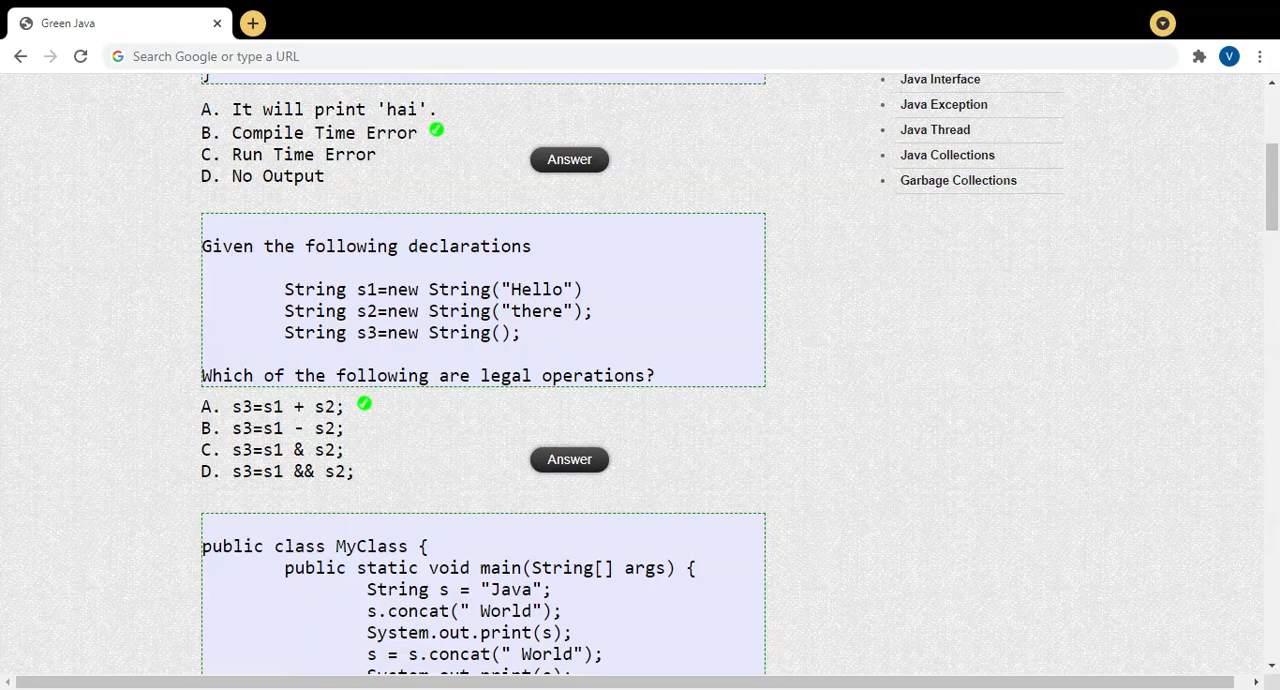 Green Java
Search Google or type a URL
V
}
A. It will print 'hai'.
B. Compile Time Error
C. Run Time Error
D. No Output
Answer
Java Interface
Java Exception
Java Thread
Java Collections
Garbage Collections
Given the following declarations
String s1=new String("Hello")
String s2=new String("there");
String s3=new String();
Which of the following are legal operations?
A. s3=s1 + s2;
B. s3=s1 - s2;
C. s3=s1 & s2;
D. s3=s1 && s2;
Answer
public class MyClass {
public static void main(String[] args) {
String s = "Java";
s.concat(" World");
System.out.print(s);
s = s.concat(" World");
System.out.print(s);